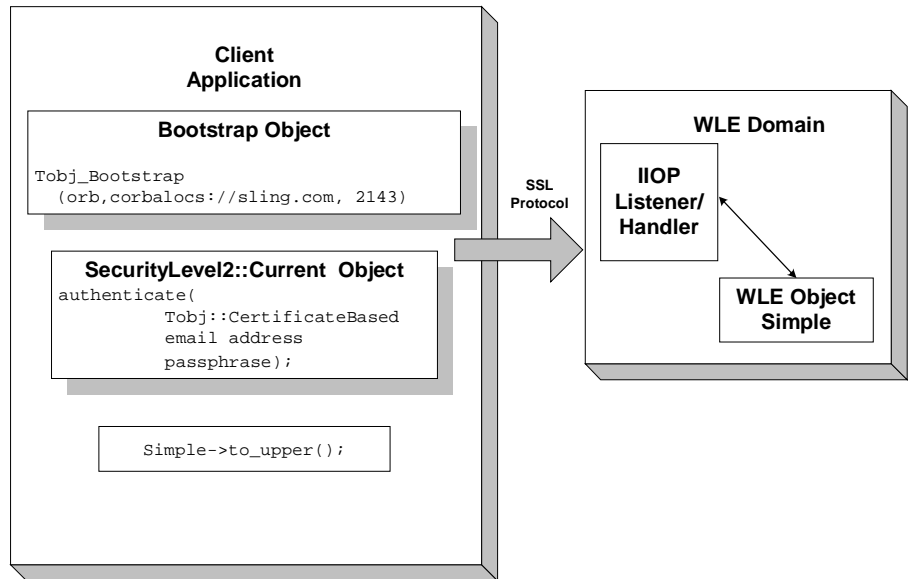 Client
Application
Bootstrap Object
Tobj_Bootstrap
(orb,corbalocs://sling.com, 2143)
SecurityLevel2::Current Object
authenticate(
Tobj::CertificateBased
email address
passphrase);
Simple->to_upper();
SSL
Protocol
WLE Domain
IIOP
Listener/
Handler
WLE Object
Simple